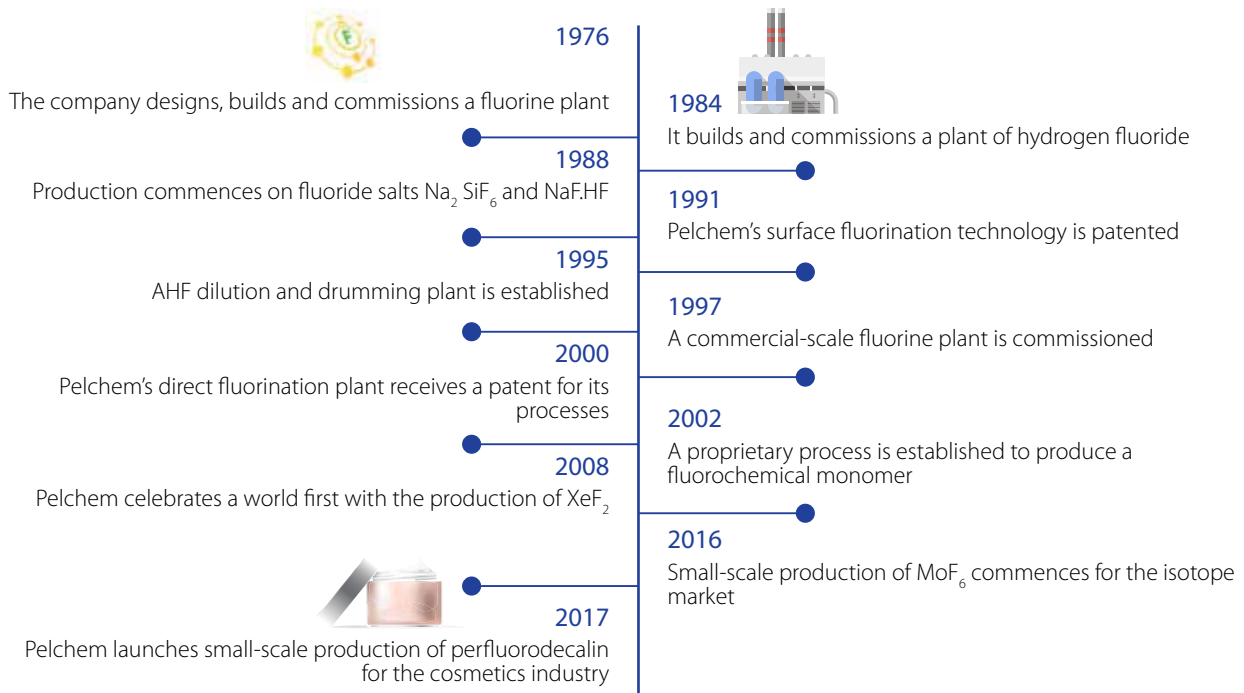 1976
The company designs, builds and commissions a fluorine plant
1984
It builds and commissions a plant of hydrogen fluoride
1988
Production commences on fluoride salts Na₂ SiF₆ and NaF.HF
1991
Pelchem’s surface fluorination technology is patented
1995
AHF dilution and drumming plant is established
1997
A commercial-scale fluorine plant is commissioned
2000
Pelchem’s direct fluorination plant receives a patent for its
processes
2002
A proprietary process is established to produce a
fluorochemical monomer
2008
Pelchem celebrates a world first with the production of XeF₂
2016
Small-scale production of MoF₆ commences for the isotope
market
2017
Pelchem launches small-scale production of perfluorodecalin
for the cosmetics industry
F